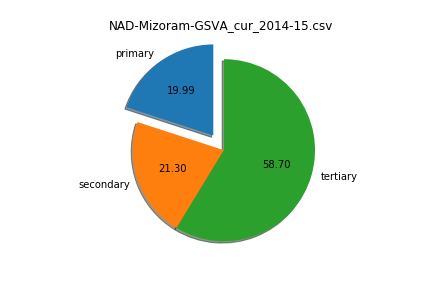 NAD-Mizoram-GSVA_cur_2014-15.csv
primary
19.99
21.30
58.70
secondary
tertiary